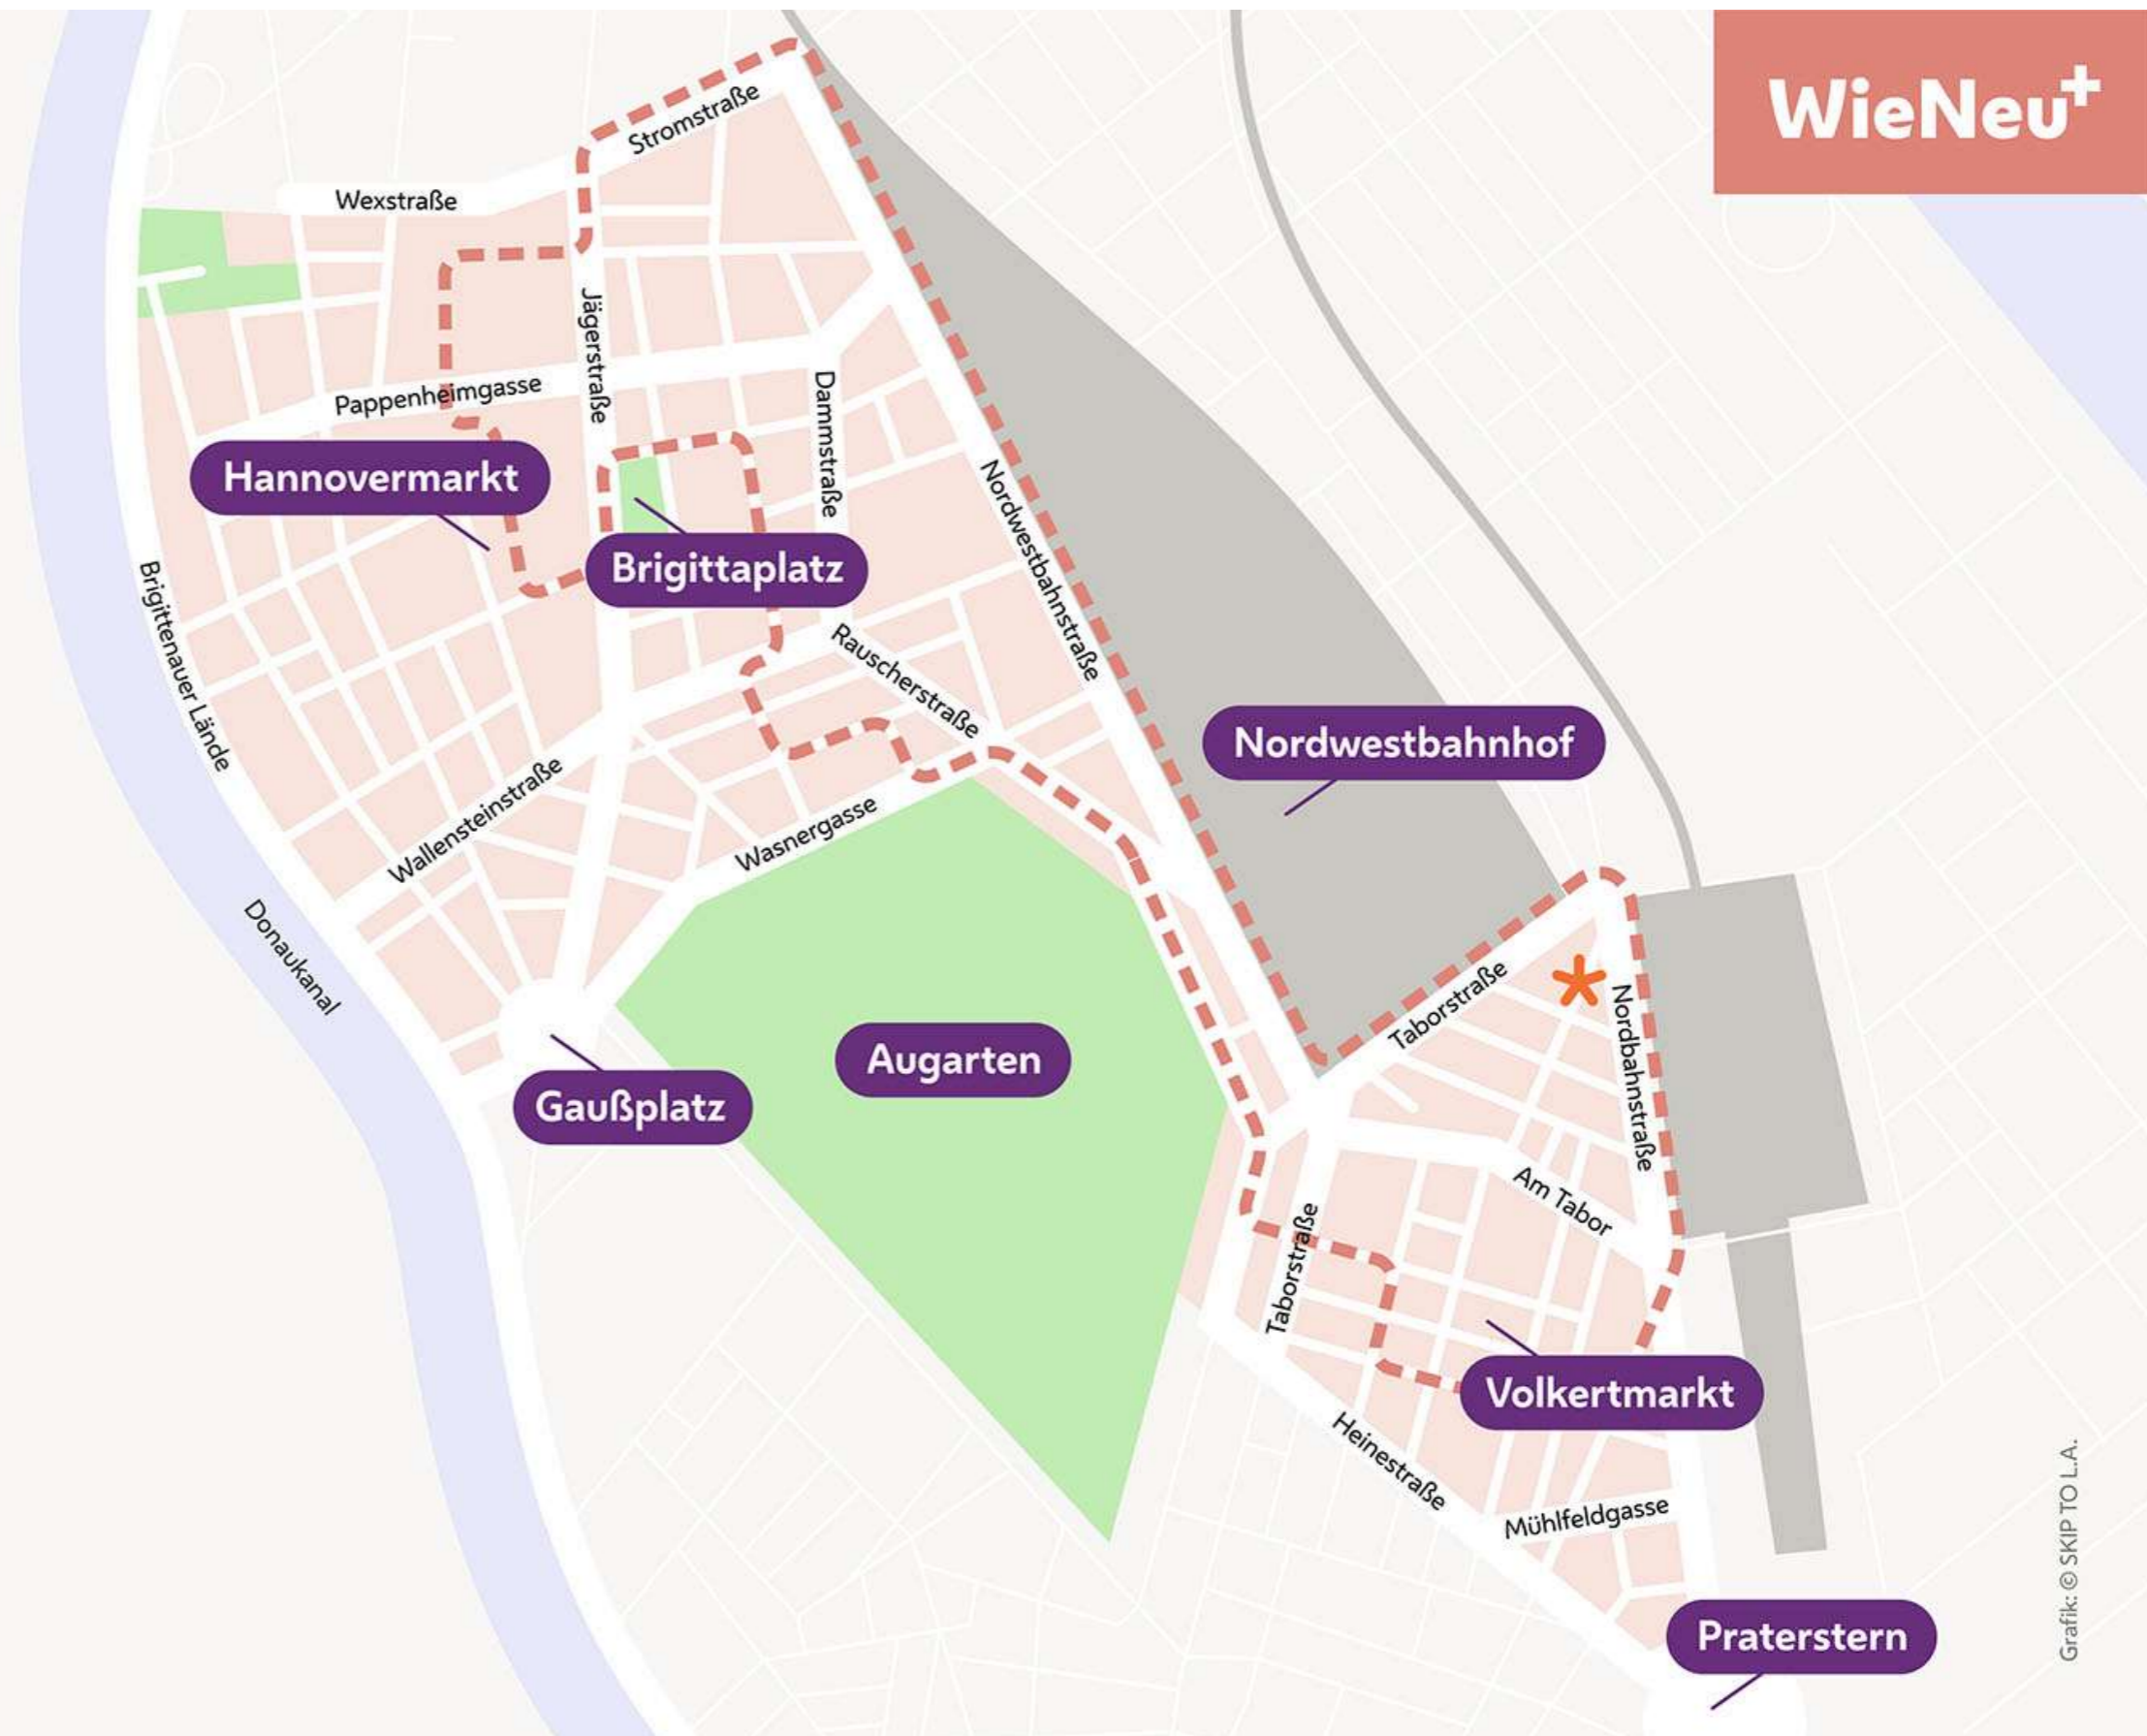 WieNeu+
Stromstraße
Wexstraße
Jägerstraße
Pappenheimgasse
Dammstraße
Hannovermarkt
Nordwestbahnstraße
Brigittaplatz
Brigittenauer Lände
Rauscherstraße
Nordwestbahnhof
Wallensteinstraße
Wasnergasse
Donaukanal
Taborstraße
Nordbahnstraße
Augarten
Gaußplatz
Am Tabor
Taborstraße
Volkertmarkt
Heinestraße
Mühlfeldgasse
Praterstern
Grafik: © SKIP TO L.A.